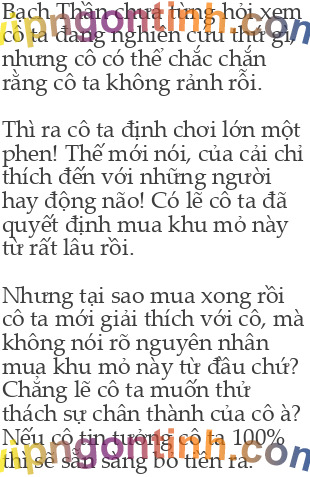 Bạch Thần chưa từng hỏi xem
cô ta đang nghiên cứu thứ gì,
nhưng cô có thể chắc chắn
rằng cô ta không rảnh rỗi.
Thì ra cô ta định chơi lớn một
phen! Thế mới nói, của cải chỉ
thích đến với những người
hay động não! Có lẽ cô ta đã
quyết định mua khu mỏ này
từ rất lâu rồi.
Nhưng tại sao mua xong rồi
cô ta mới giải thích với cô, mà
không nói rõ nguyên nhân
mua khu mỏ này từ đầu chứ?
Chẳng lẽ cô ta muốn thử
thách sự chân thành của cô à?
Nếu cô tin tưởng cô ta 100%
thì sẽ sẵn sàng bỏ tiền ra.
vipngontinh.com
vipngontinh.com